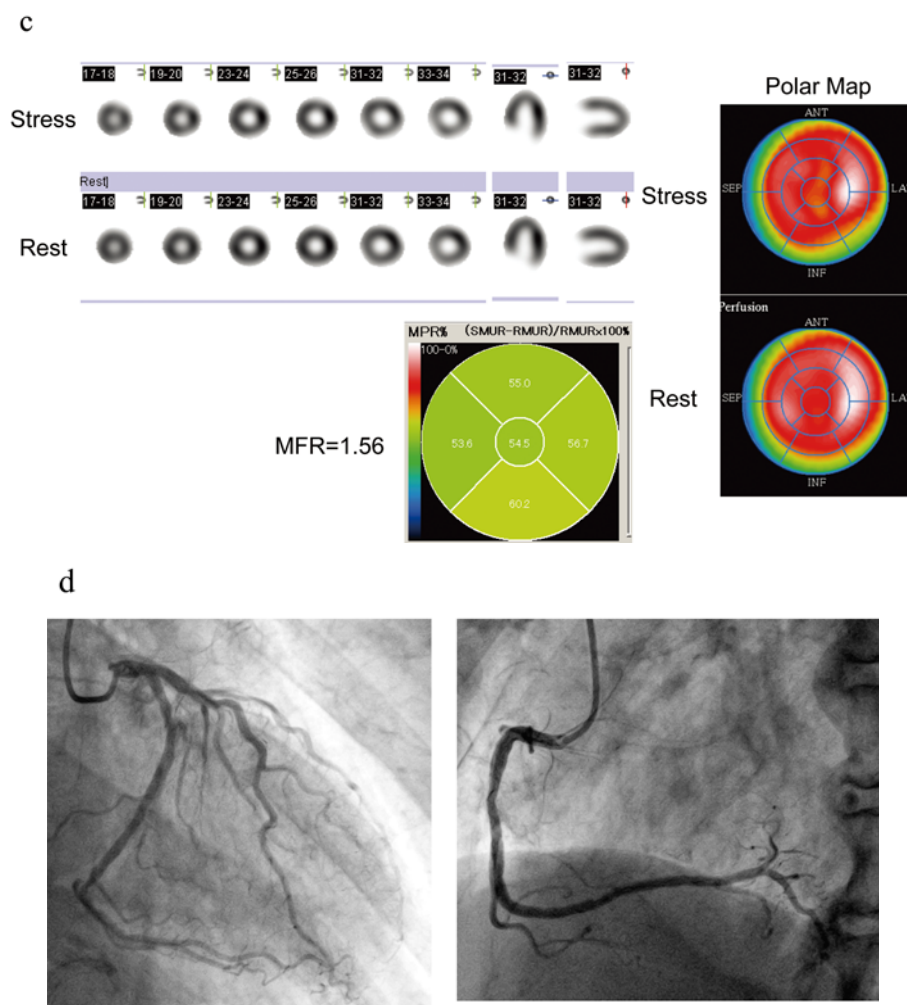 c
17-18 19-20 23-24 25-26 31-32 33-34 31-32 31-32
Stress
Rest
17-18 19-20 23-24 25-26 31-32 33-34 31-32 31-32
Rest
Polar Map
ANT
SEP
LA
INF
Stress
Perfusion
ANT
SEP
LA
INF
Rest
MPR% (SMUR-RMUR)/RMURx100%
100-0%
55.0
53.6 54.5 56.7
60.2
MFR=1.56
d